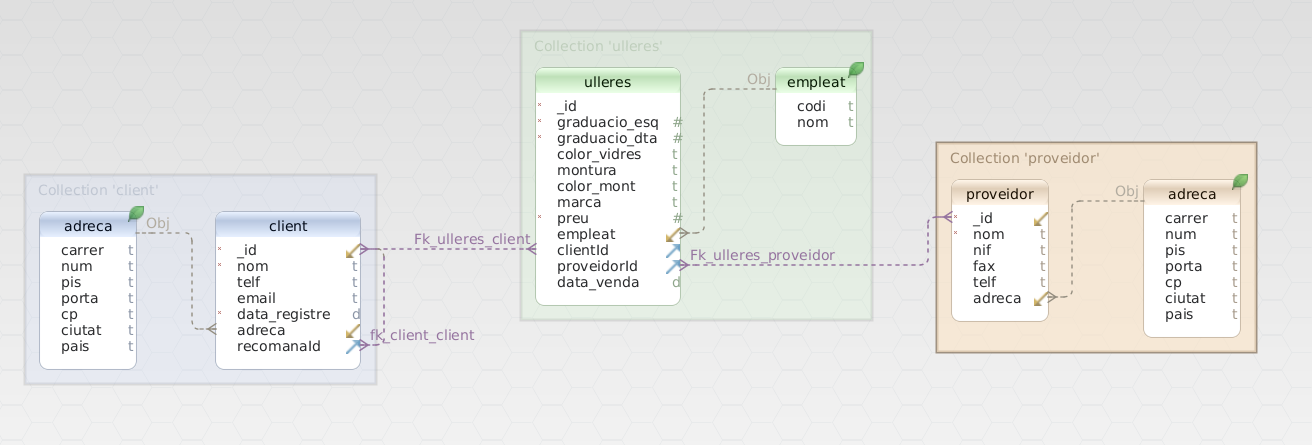 Collection 'ulleres'
ulleres
_id
graduacio_esq #
graduacio_dta #
color_vidres t
montura t
color_mont t
marca t
preu #
empleat
clientId
proveidorId
data_venda d
Obj
empleat
codi t
nom t
Collection 'client'
adreca
carrer t
num t
pis t
porta t
cp t
ciutat t
pais t
Obj
client
_id
nom t
telf t
email t
data_registre d
adreca
recomanaId
Fk_ulleres_client
fk_client_client
Fk_ulleres_proveidor
Collection 'proveidor'
proveidor
_id
nom t
nif t
fax t
telf t
adreca
Obj
adreca
carrer t
num t
pis t
porta t
cp t
ciutat t
pais t